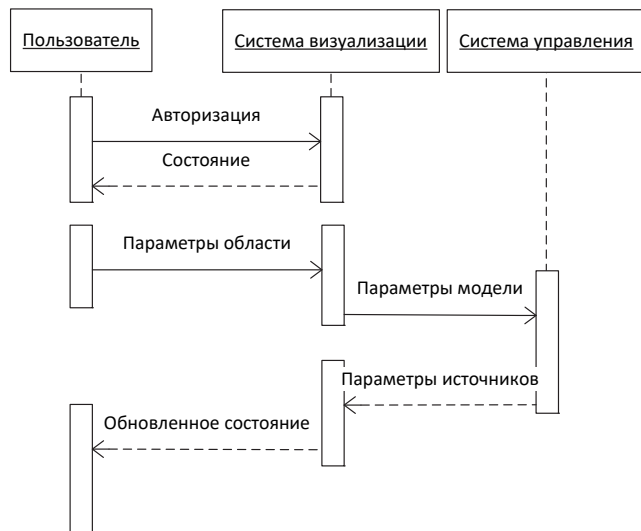 Пользователь
Система визуализации
Система управления
Авторизация
Состояние
Параметры области
Параметры модели
Параметры источников
Обновленное состояние